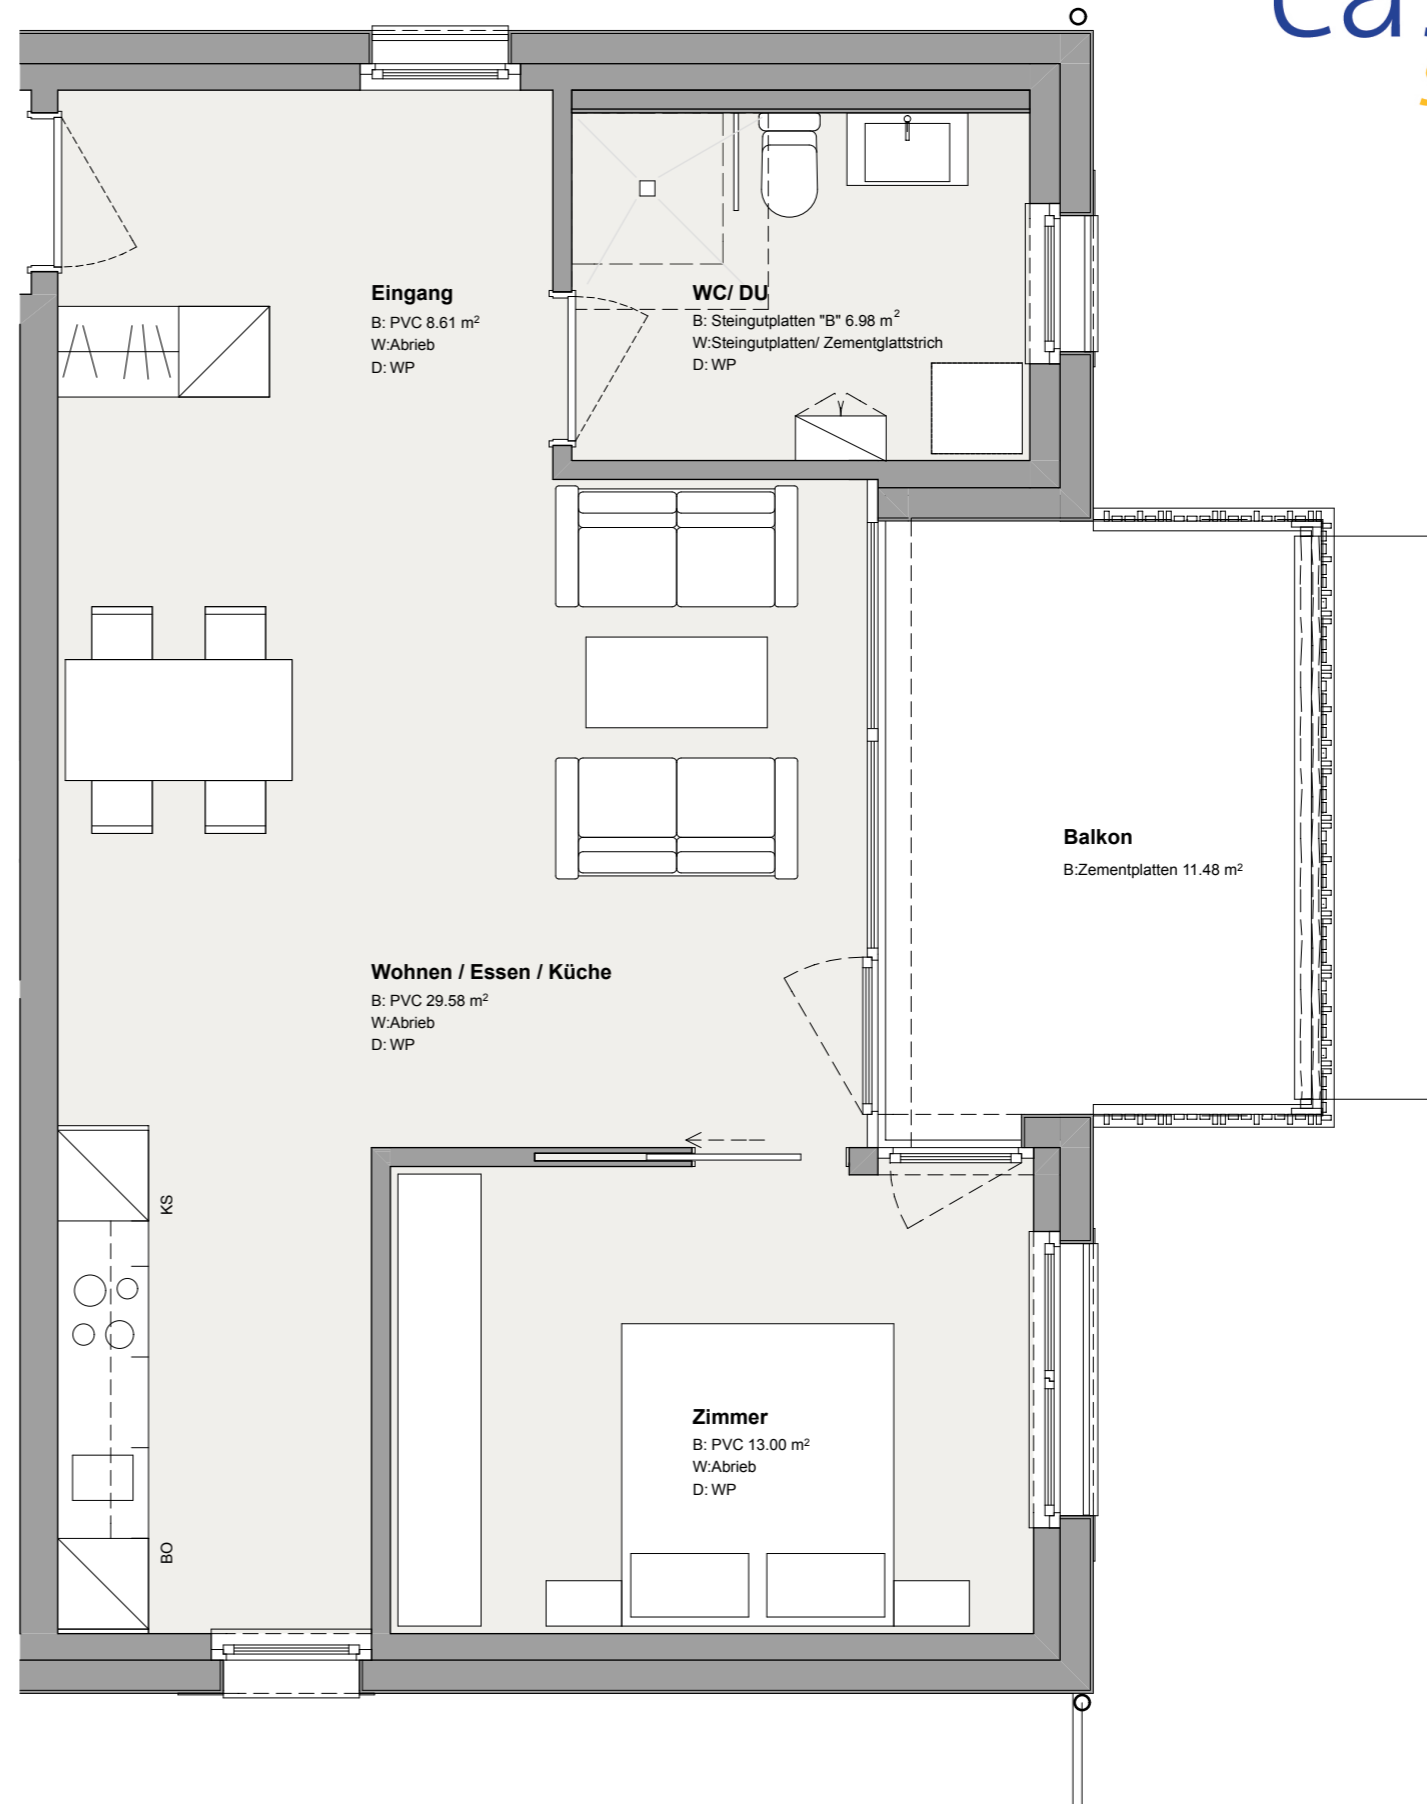 Eingang
B: PVC 8.61 m²
W:Abrieb
D: WP
WC/ DU
B: Steingutplatten "B" 6.98 m²
W:Steingutplatten/ Zementglattstrich
D: WP
Balkon
B:Zementplatten 11.48 m²
Wohnen / Essen / Küche
B: PVC 29.58 m²
W:Abrieb
D: WP
KS
BO
Zimmer
B: PVC 13.00 m²
W:Abrieb
D: WP